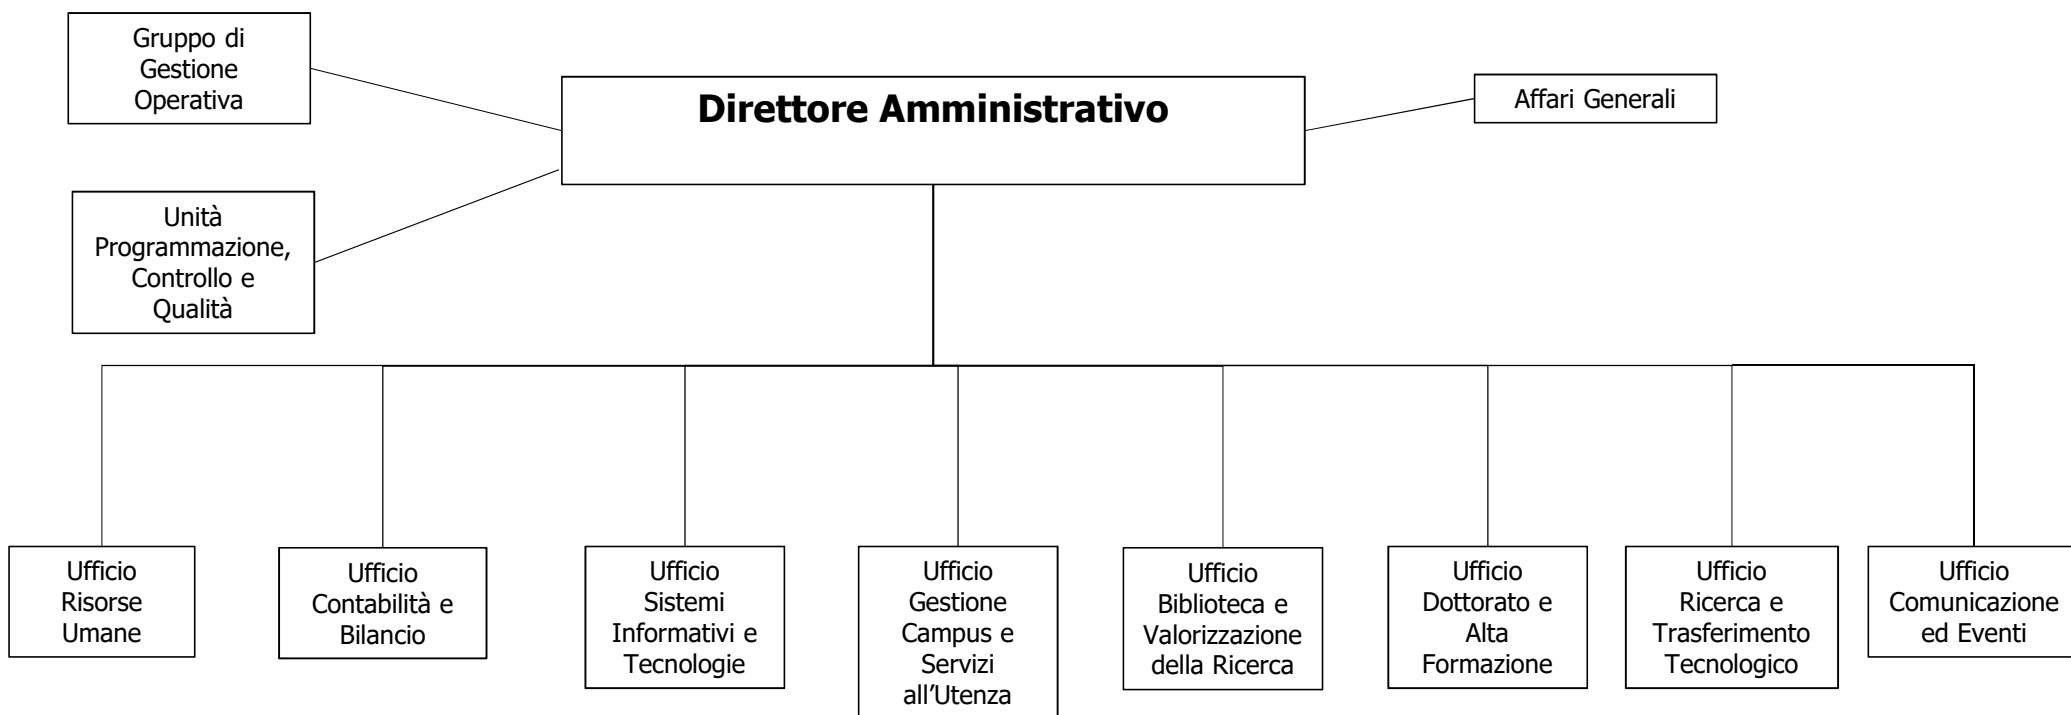 Gruppo di
Gestione
Operativa
Direttore Amministrativo
Affari Generali
Unità
Programmazione,
Controllo e
Qualità
Ufficio
Risorse
Umane
Ufficio
Contabilità e
Bilancio
Ufficio
Sistemi
Informativi e
Tecnologie
Ufficio
Gestione
Campus e
Servizi
all’Utenza
Ufficio
Biblioteca e
Valorizzazione
della Ricerca
Ufficio
Dottorato e
Alta
Formazione
Ufficio
Ricerca e
Trasferimento
Tecnologico
Ufficio
Comunicazione
ed Eventi